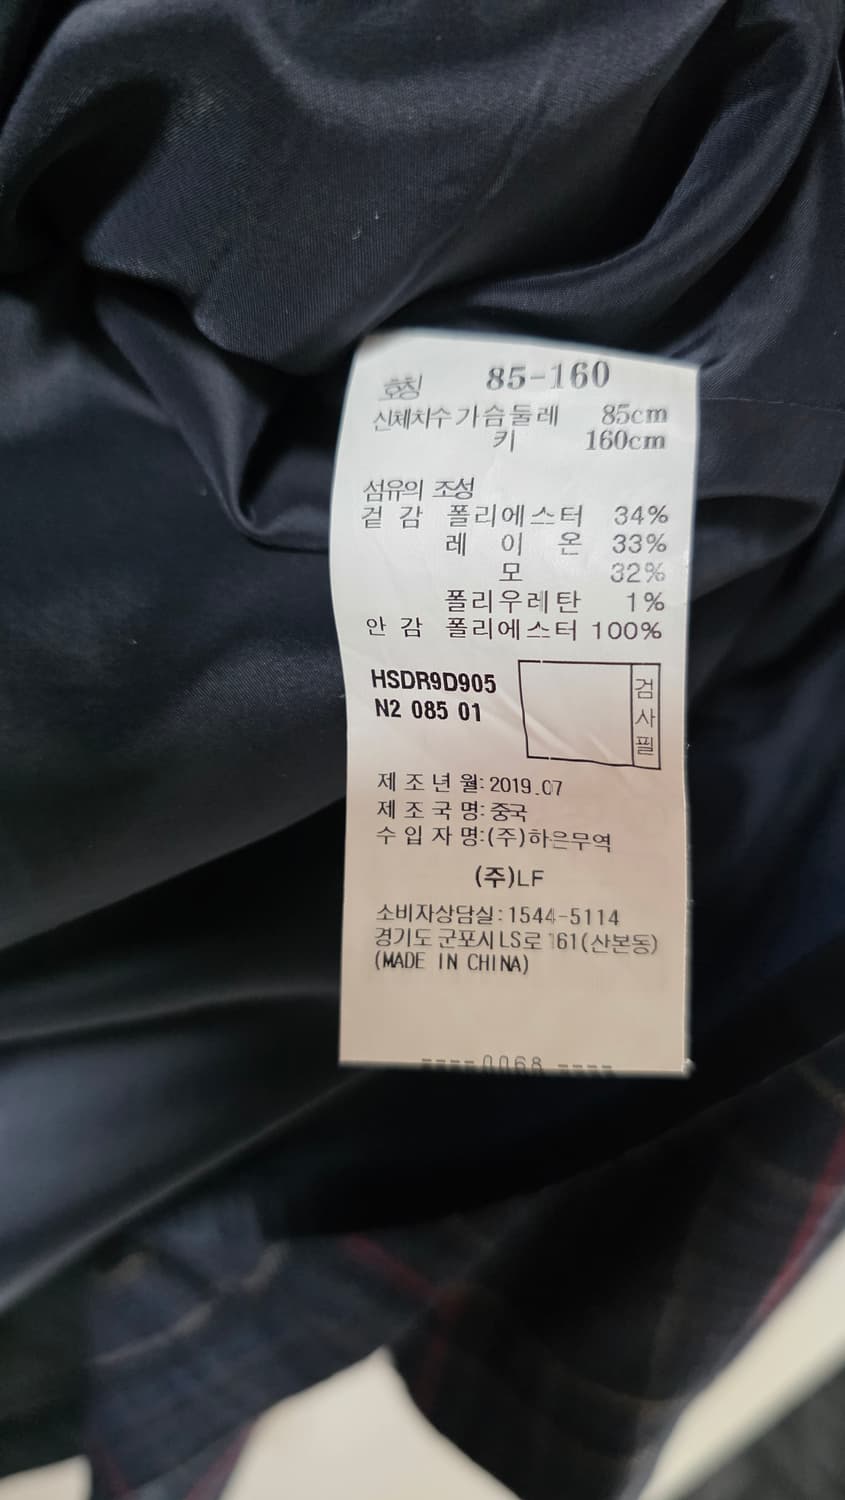 호칭 85-160
신체치수 가슴둘레 85cm
키 160cm
섬유의 조성
겉 감 폴리에스터 34%
레 이 온 33%
모 32%
폴리우레탄 1%
안 감 폴리에스터 100%
HSDR9D905
N2 085 01
검사필
제 조 년 월: 2019.07
제 조 국 명: 중국
수 입 자 명:(주)하은무역
(주)LF
소비자상담실: 1544-5114
경기도 군포시 LS로 161(산본동)
(MADE IN CHINA)
----0068 ----